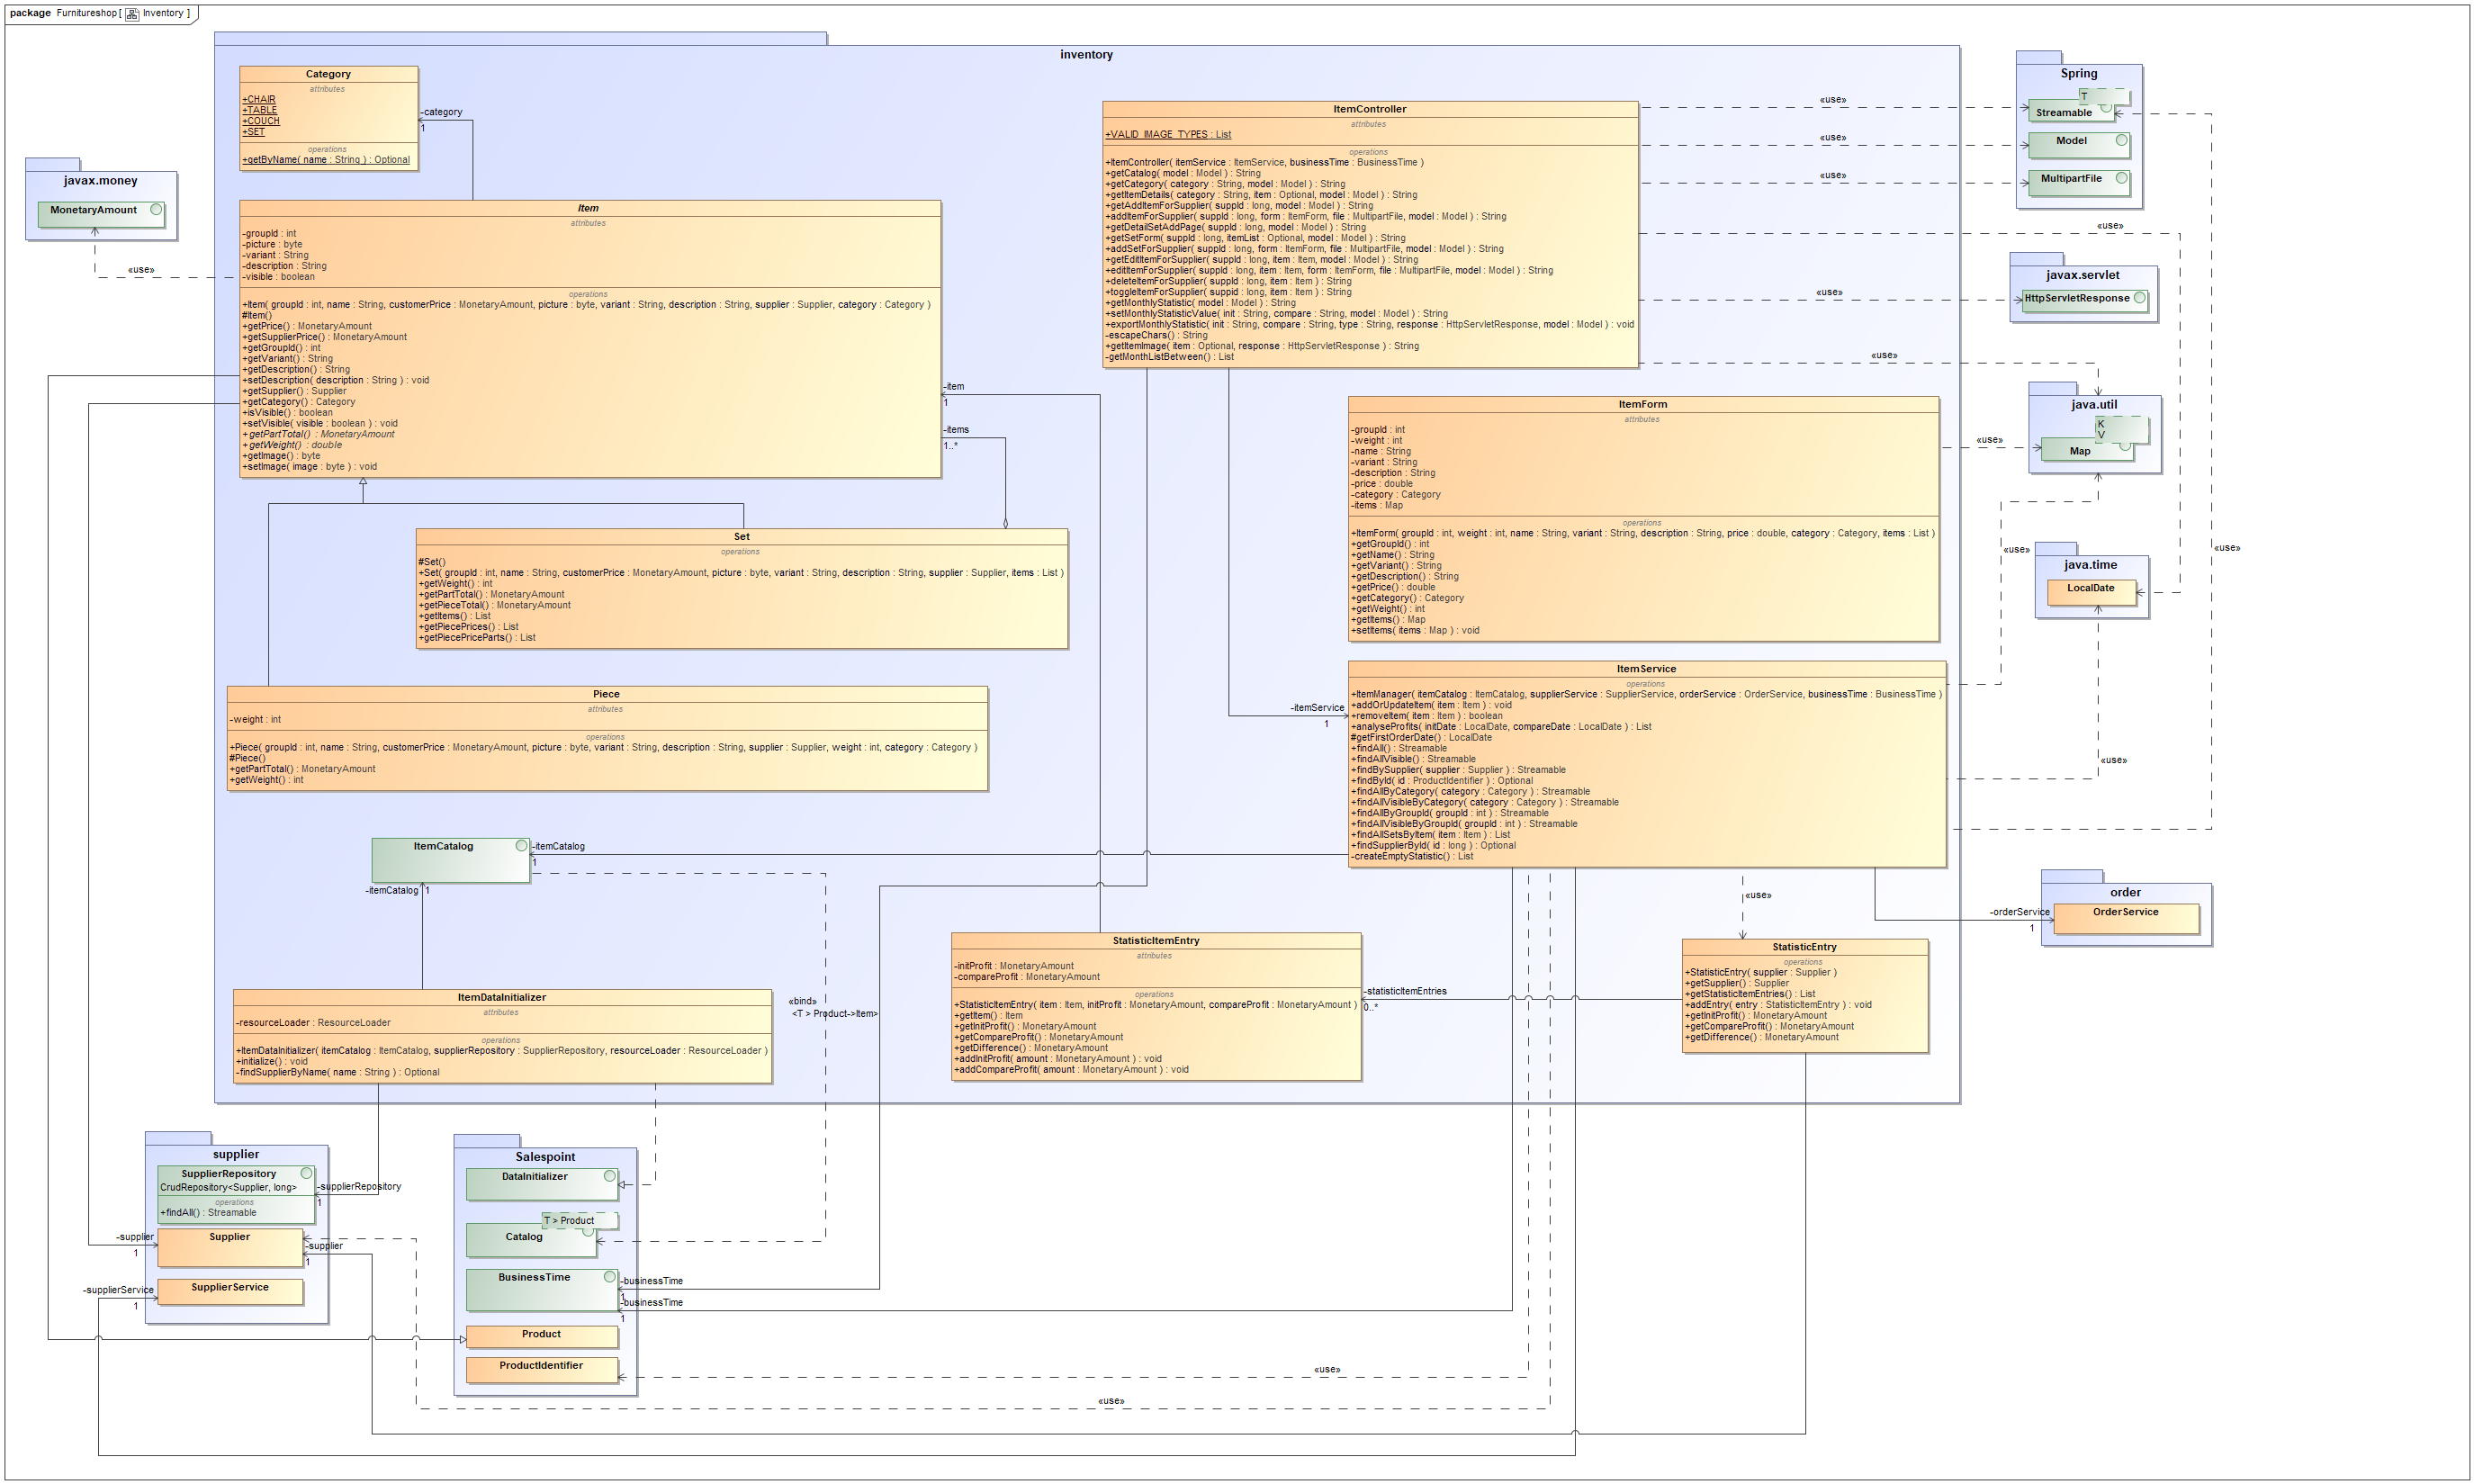 package Furnitureshop [ Inventory ]
inventory
Category
attributes
+CHAIR
+TABLE
+COUCH
+SET
operations
+getByName( name : String ) : Optional
-category
1
javax.money
MonetaryAmount
«use»
Item
attributes
-groupId : int
-picture : byte
-variant : String
-description : String
-visible : boolean
operations
+Item( groupId : int, name : String, customerPrice : MonetaryAmount, picture : byte, variant : String, description : String, supplier : Supplier, category : Category )
#Item()
+getPrice() : MonetaryAmount
+getSupplierPrice() : MonetaryAmount
+getGroupId() : int
+getVariant() : String
+getDescription() : String
+setDescription( description : String ) : void
+getSupplier() : Supplier
+getCategory() : Category
+isVisible() : boolean
+setVisible( visible : boolean ) : void
+getPartTotal() : MonetaryAmount
+getWeight() : double
+getImage() : byte
+setImage( image : byte ) : void
-item
1
-items
1..*
Set
operations
#Set()
+Set( groupId : int, name : String, customerPrice : MonetaryAmount, picture : byte, variant : String, description : String, supplier : Supplier, items : List )
+getWeight() : int
+getPartTotal() : MonetaryAmount
+getPieceTotal() : MonetaryAmount
+getItems() : List
+getPiecePrices() : List
+getPiecePriceParts() : List
Piece
attributes
-weight : int
operations
+Piece( groupId : int, name : String, customerPrice : MonetaryAmount, picture : byte, variant : String, description : String, supplier : Supplier, weight : int, category : Category )
#Piece()
+getPartTotal() : MonetaryAmount
+getWeight() : int
ItemController
attributes
+VALID_IMAGE_TYPES : List
operations
+ItemController( itemService : ItemService, businessTime : BusinessTime )
+getCatalog( model : Model ) : String
+getCategory( category : String, model : Model ) : String
+getItemDetails( category : String, item : Optional, model : Model ) : String
+getAddItemForSupplier( suppId : long, model : Model ) : String
+addItemForSupplier( suppId : long, form : ItemForm, file : MultipartFile, model : Model ) : String
+getDetailSetAddPage( suppId : long, model : Model ) : String
+getSetForm( suppId : long, itemList : Optional, model : Model ) : String
+addSetForSupplier( suppId : long, form : ItemForm, file : MultipartFile, model : Model ) : String
+getEditItemForSupplier( suppId : long, item : Item, model : Model ) : String
+editItemForSupplier( suppId : long, item : Item, form : ItemForm, file : MultipartFile, model : Model ) : String
+deleteItemForSupplier( suppId : long, item : Item ) : String
+toggleItemForSupplier( suppId : long, item : Item ) : String
+getMonthlyStatistic( model : Model ) : String
+setMonthlyStatisticValue( init : String, compare : String, model : Model ) : String
+exportMonthlyStatistic( init : String, compare : String, type : String, response : HttpServletResponse, model : Model ) : void
-escapeChars() : String
+getItemImage( item : Optional, response : HttpServletResponse ) : String
-getMonthListBetween() : List
«use»
«use»
«use»
«use»
«use»
«use»
Spring
T
Streamable
Model
MultipartFile
javax.servlet
HttpServletResponse
java.util
K
V
Map
«use»
«use»
«use»
java.time
LocalDate
«use»
ItemForm
attributes
-groupId : int
-weight : int
-name : String
-variant : String
-description : String
-price : double
-category : Category
-items : Map
operations
+ItemForm( groupId : int, weight : int, name : String, variant : String, description : String, price : double, category : Category, items : List )
+getGroupId() : int
+getName() : String
+getVariant() : String
+getDescription() : String
+getPrice() : double
+getCategory() : Category
+getWeight() : int
+getItems() : Map
+setItems( items : Map ) : void
-itemService
1
ItemService
operations
+ItemManager( itemCatalog : ItemCatalog, supplierService : SupplierService, orderService : OrderService, businessTime : BusinessTime )
+addOrUpdateItem( item : Item ) : void
+removeItem( item : Item ) : boolean
+analyseProfits( initDate : LocalDate, compareDate : LocalDate ) : List
#getFirstOrderDate() : LocalDate
+findAll() : Streamable
+findAllVisible() : Streamable
+findBySupplier( supplier : Supplier ) : Streamable
+findById( id : ProductIdentifier ) : Optional
+findAllByCategory( category : Category ) : Streamable
+findAllVisibleByCategory( category : Category ) : Streamable
+findAllByGroupId( groupId : int ) : Streamable
+findAllVisibleByGroupId( groupId : int ) : Streamable
+findAllSetsByItem( item : Item ) : List
+findSupplierById( id : long ) : Optional
-createEmptyStatistic() : List
ItemCatalog
-itemCatalog
1
-itemCatalog
1
«bind»
<T > Product->Item>
order
OrderService
-orderService
1
«use»
ItemDataInitializer
attributes
-resourceLoader : ResourceLoader
operations
+ItemDataInitializer( itemCatalog : ItemCatalog, supplierRepository : SupplierRepository, resourceLoader : ResourceLoader )
+initialize() : void
-findSupplierByName( name : String ) : Optional
StatisticItemEntry
attributes
-initProfit : MonetaryAmount
-compareProfit : MonetaryAmount
operations
+StatisticItemEntry( item : Item, initProfit : MonetaryAmount, compareProfit : MonetaryAmount )
+getItem() : Item
+getInitProfit() : MonetaryAmount
+getCompareProfit() : MonetaryAmount
+getDifference() : MonetaryAmount
+addInitProfit( amount : MonetaryAmount ) : void
+addCompareProfit( amount : MonetaryAmount ) : void
-statisticItemEntries
0..*
StatisticEntry
operations
+StatisticEntry( supplier : Supplier )
+getSupplier() : Supplier
+getStatisticItemEntries() : List
+addEntry( entry : StatisticItemEntry ) : void
+getInitProfit() : MonetaryAmount
+getCompareProfit() : MonetaryAmount
+getDifference() : MonetaryAmount
supplier
SupplierRepository
CrudRepository<Supplier, long>
operations
+findAll() : Streamable
-supplierRepository
1
Supplier
-supplier
1
-supplier
1
SupplierService
-supplierService
1
Salespoint
DataInitializer
T > Product
Catalog
BusinessTime
-businessTime
1
-businessTime
1
Product
ProductIdentifier
«use»
«use»